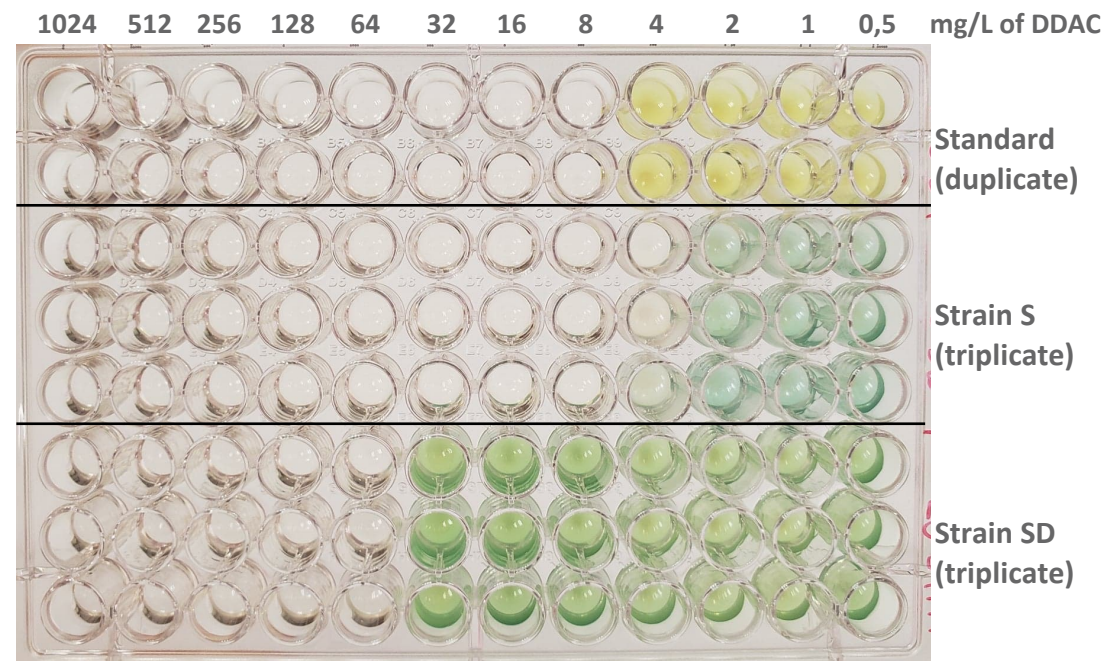 1024 512 256 128 64 32 16 8 4 2 1 0,5 mg/L of DDAC
Standard
(duplicate)
Strain S
(triplicate)
Strain SD
(triplicate)